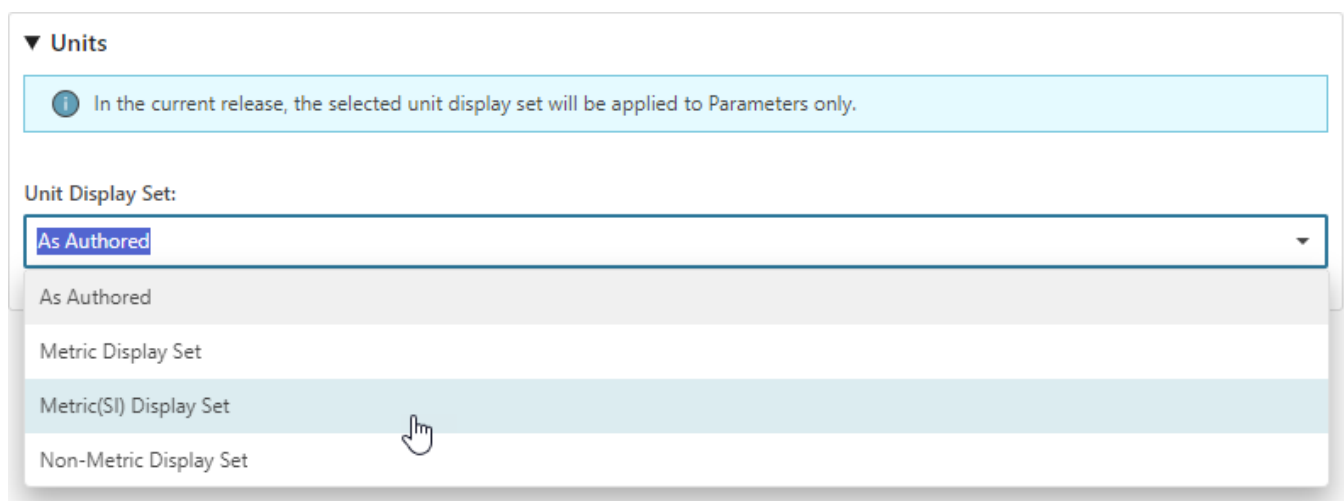 Units
In the current release, the selected unit display set will be applied to Parameters only.
Unit Display Set:
As Authored
As Authored
Metric Display Set
Metric(SI) Display Set
Non-Metric Display Set